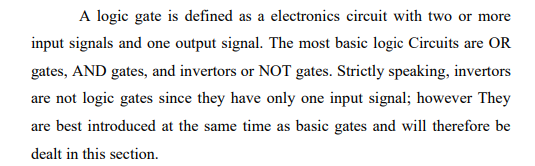 A logic gate is defined as a electronics circuit with two or more
input signals and one output signal. The most basic logic Circuits are OR
gates, AND gates, and invertors or NOT gates. Strictly speaking, invertors
are not logic gates since they have only one input signal; however They
are best introduced at the same time as basic gates and will therefore be
dealt in this section.